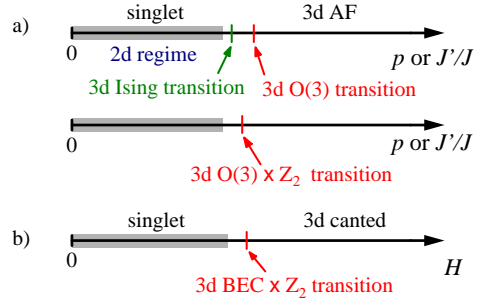 a) singlet 3d AF
0 2d regime p or J'/J
3d Ising transition 3d O(3) transition
0 p or J'/J
3d O(3) x Z₂ transition
b) singlet 3d canted
0 H
3d BEC x Z₂ transition